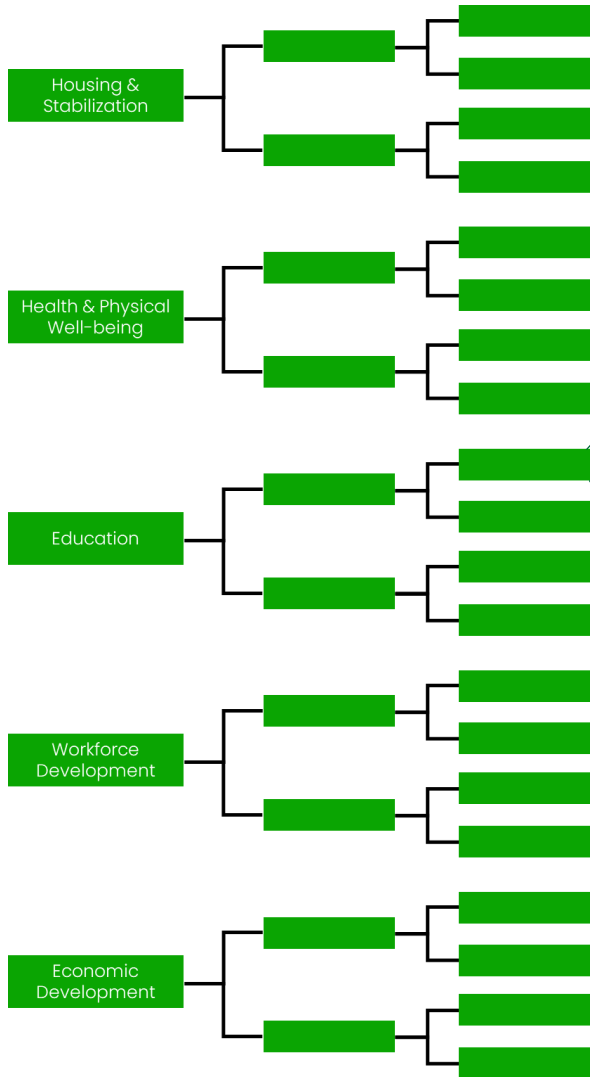 Housing &
Stabilization
Health & Physical
Well-being
Education
Workforce
Development
Economic
Development